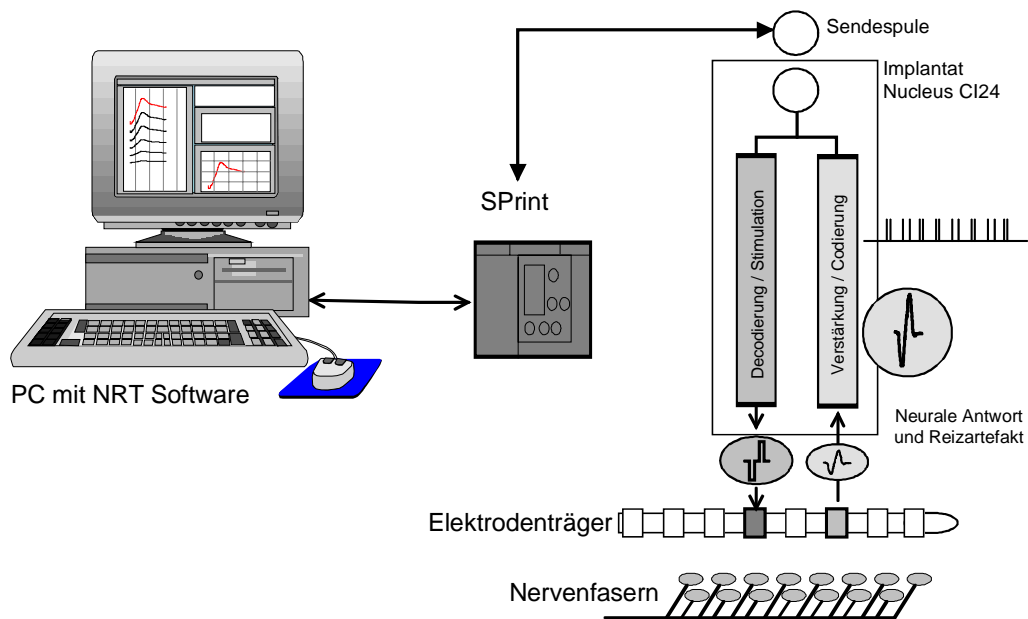 Sendespule
Implantat
Nucleus CI24
SPrint
Decodierung / Stimulation
Verstärkung / Codierung
PC mit NRT Software
Neurale Antwort
und Reizartefakt
Elektrodenträger
Nervenfasern